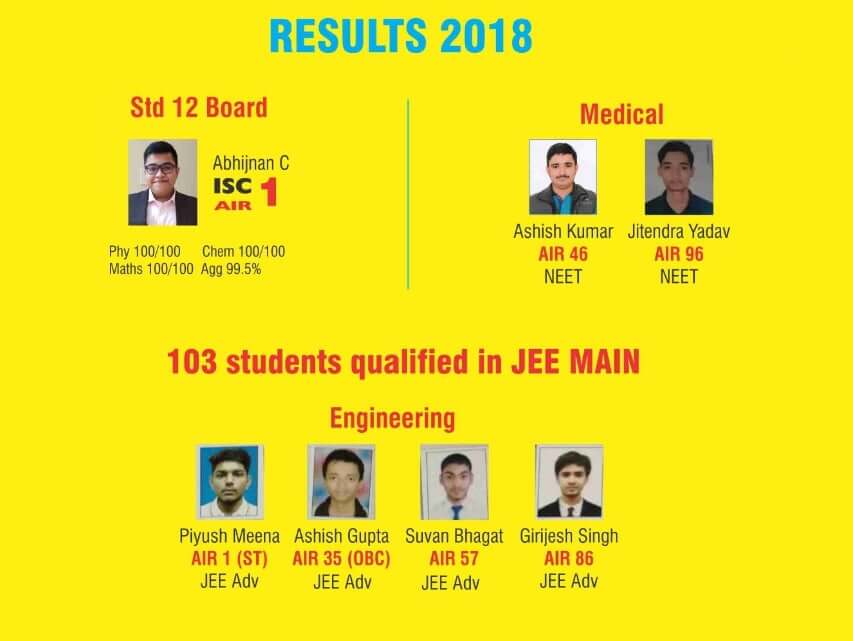 RESULTS 2018
Std 12 Board
Abhijnan C
ISC
AIR 1
Phy 100/100 Chem 100/100
Maths 100/100 Agg 99.5%
Medical
Ashish Kumar
AIR 46
NEET
Jitendra Yadav
AIR 96
NEET
103 students qualified in JEE MAIN
Engineering
Piyush Meena
AIR 1 (ST)
JEE Adv
Ashish Gupta
AIR 35 (OBC)
JEE Adv
Suvan Bhagat
AIR 57
JEE Adv
Girijesh Singh
AIR 86
JEE Adv